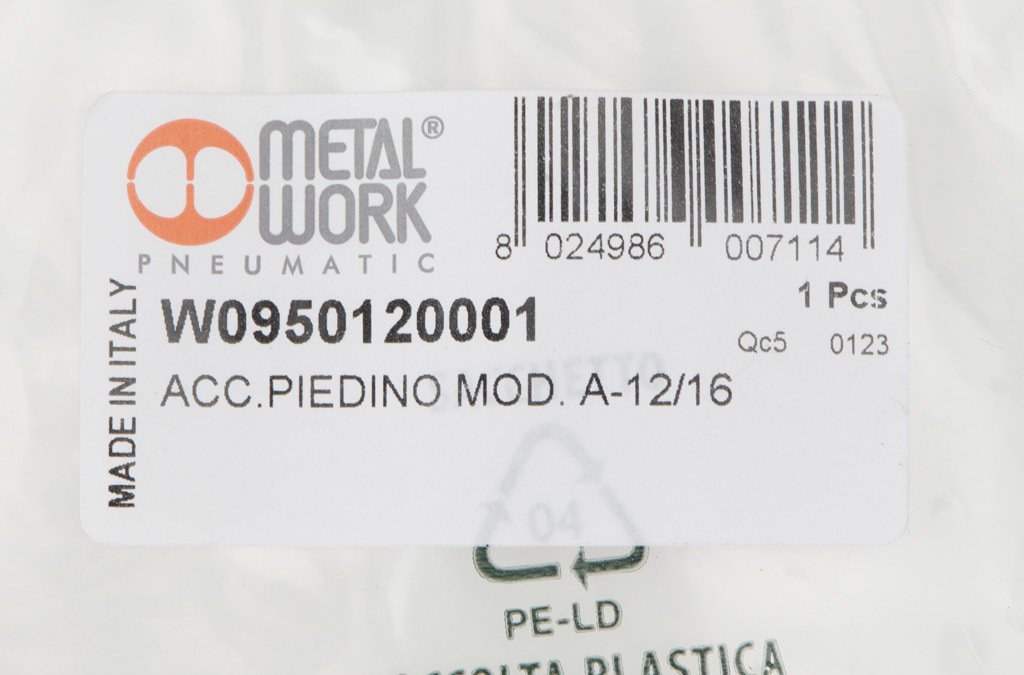 METAL®
WORK
PNEUMATIC
8 024986 007114
MADE IN ITALY
W0950120001
1 Pcs
Qc5 0123
ACC.PIEDINO MOD. A-12/16
04
PE-LD
PLASTICA